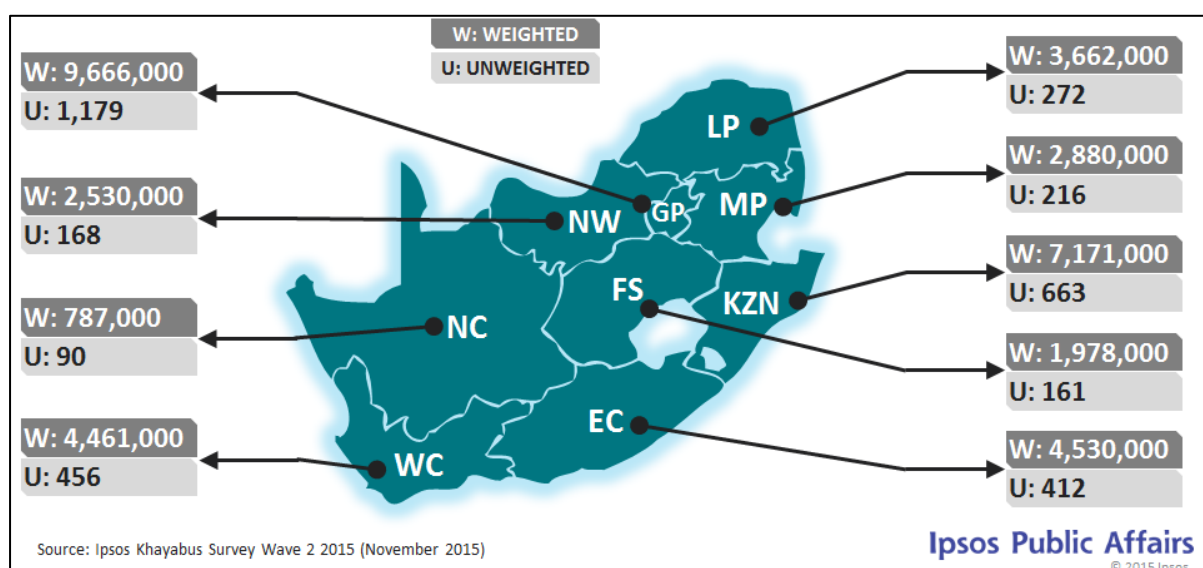 W: WEIGHTED
U: UNWEIGHTED
W: 9,666,000
U: 1,179
W: 2,530,000
U: 168
W: 787,000
U: 90
W: 4,461,000
U: 456
LP
NW
GP
MP
FS
KZN
NC
EC
WC
W: 3,662,000
U: 272
W: 2,880,000
U: 216
W: 7,171,000
U: 663
W: 1,978,000
U: 161
W: 4,530,000
U: 412
Source: Ipsos Khayabus Survey Wave 2 2015 (November 2015)
Ipsos Public Affairs
© 2015 Ipsos